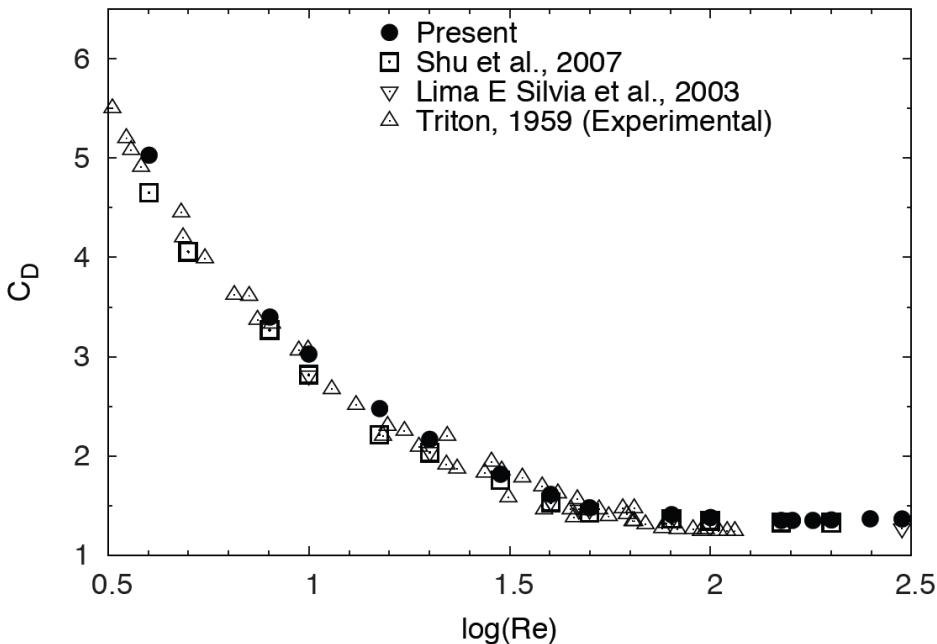 Present
Shu et al., 2007
Lima E Silvia et al., 2003
Triton, 1959 (Experimental)
6
5
4
3
2
1
C_D
0.5 1 1.5 2 2.5
log(Re)